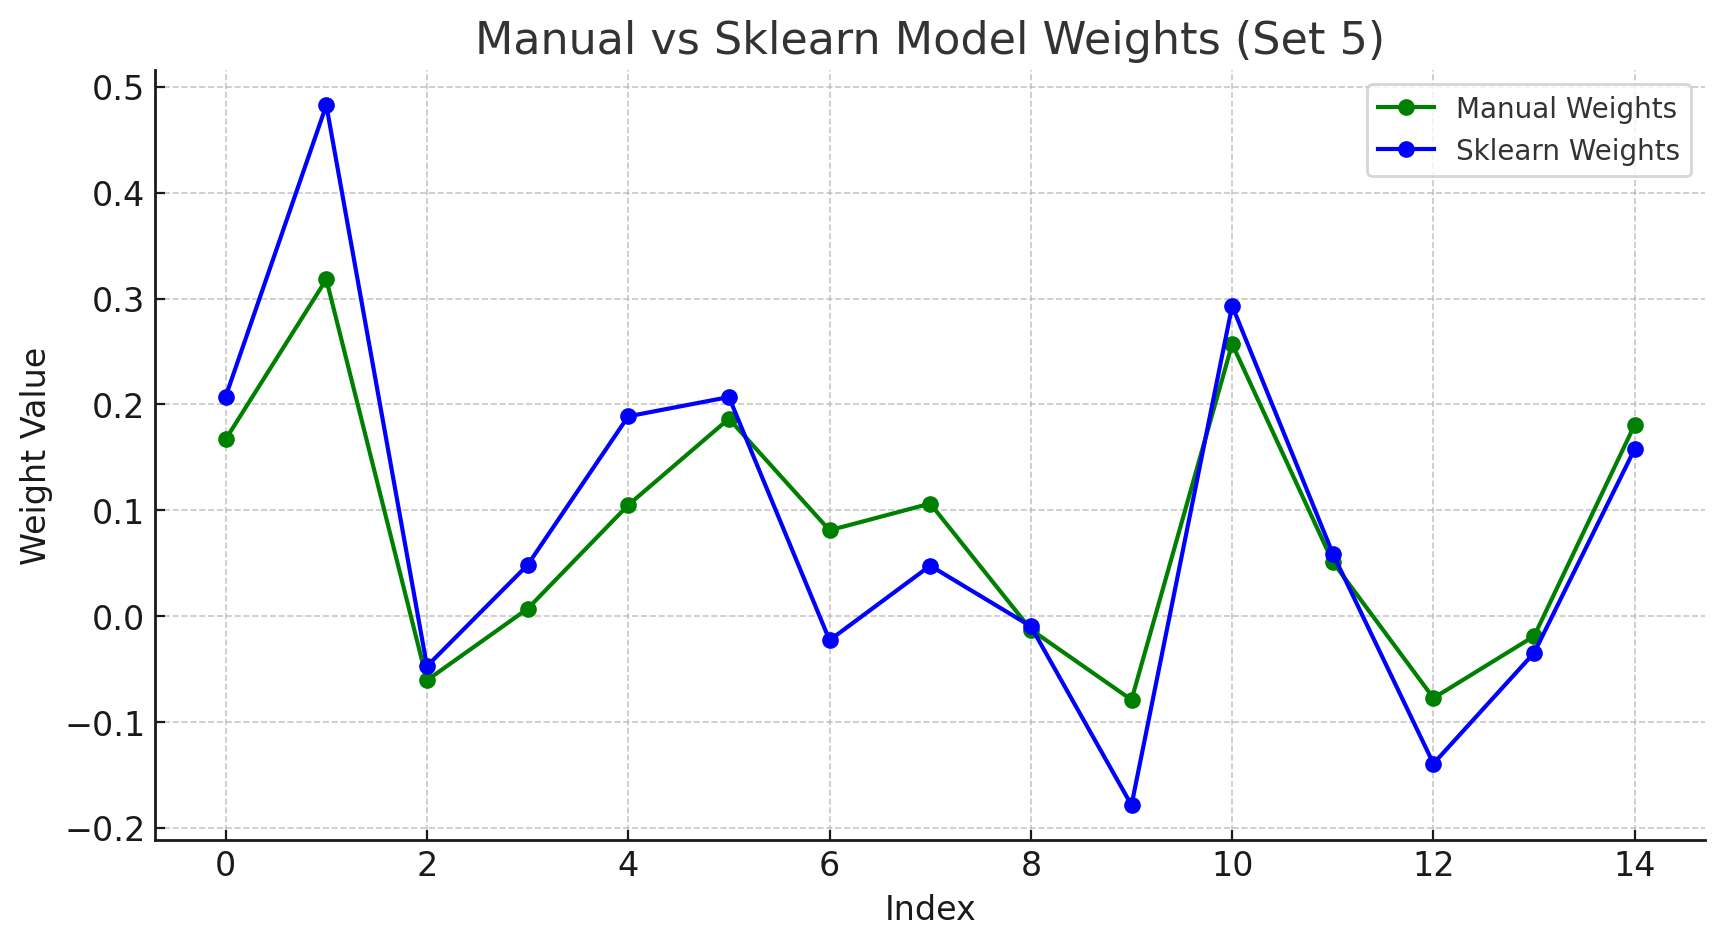 Manual vs Sklearn Model Weights (Set 5)
Manual Weights
Sklearn Weights
Weight Value
0.5
0.4
0.3
0.2
0.1
0.0
−0.1
−0.2
0 2 4 6 8 10 12 14
Index